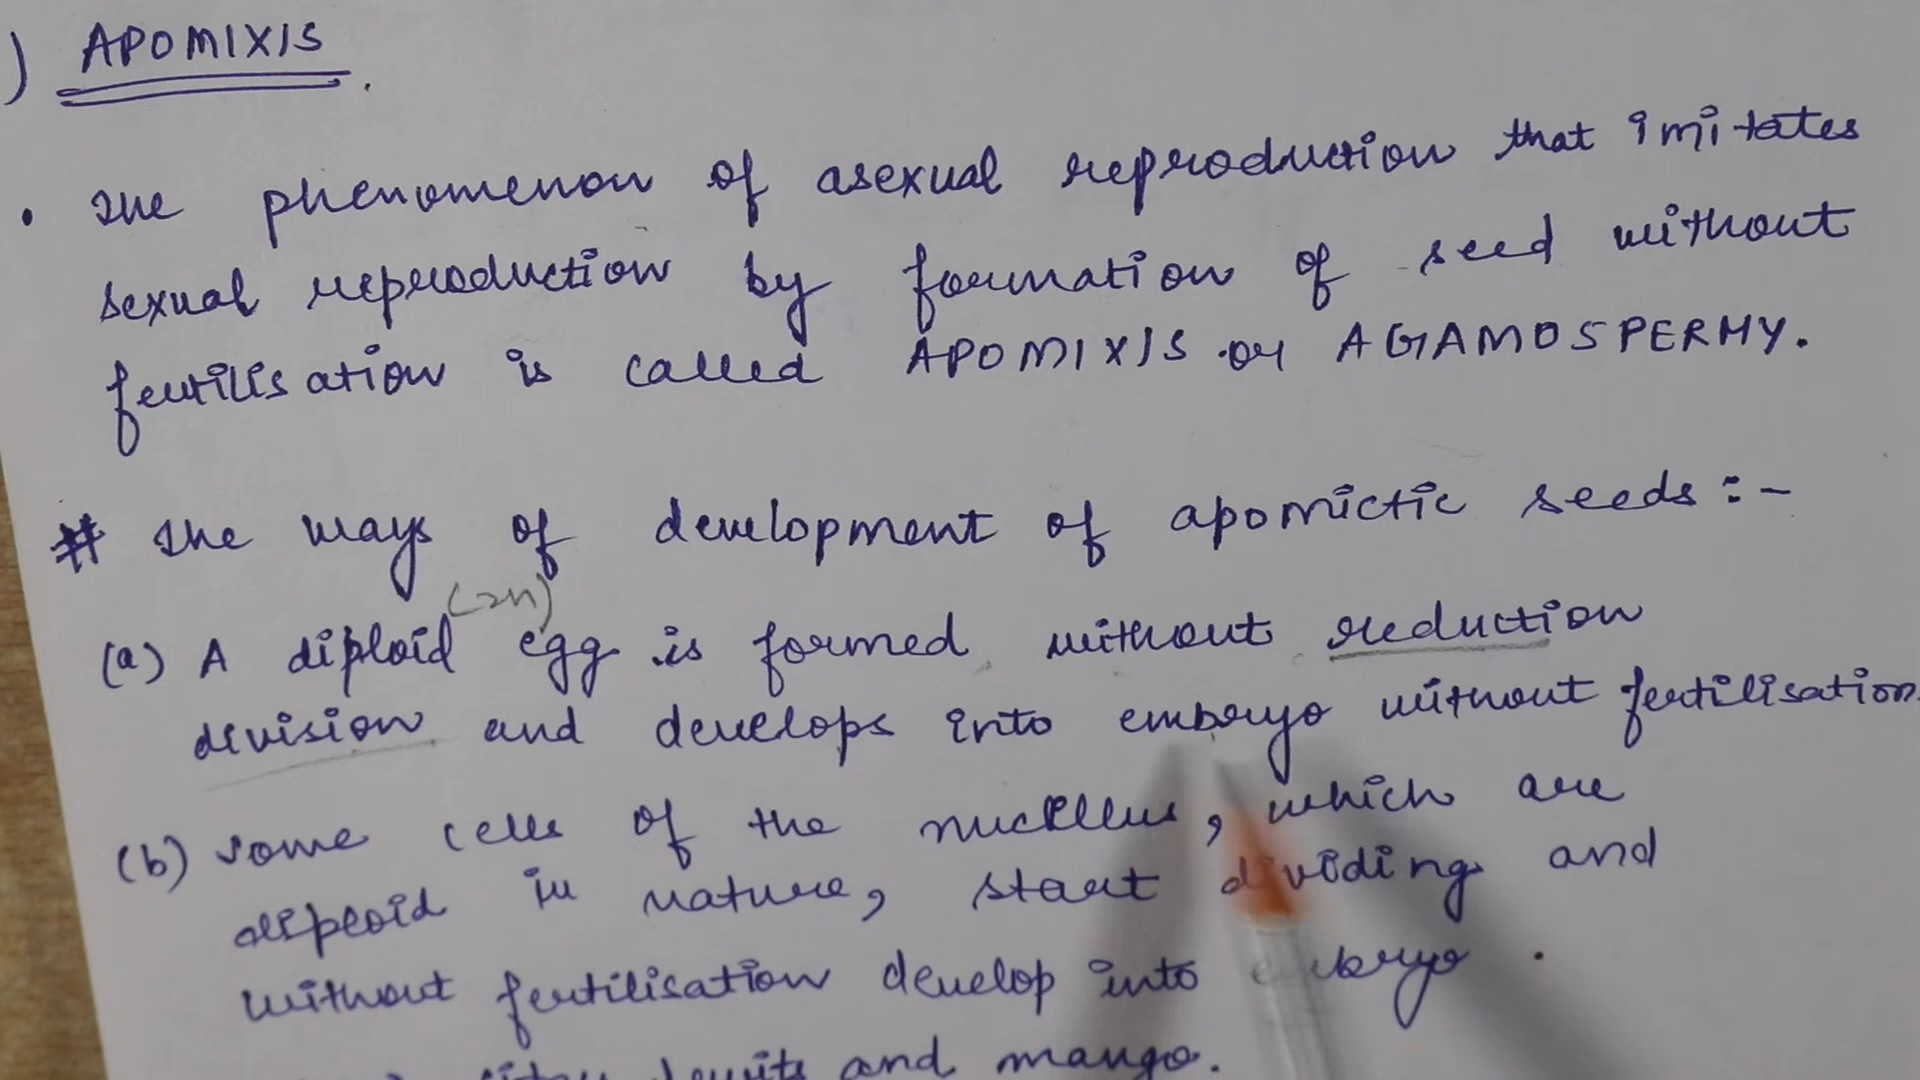 ) APOMIXIS.
• The phenomenon of asexual reproduction that imitates
sexual reproduction by formation of seed without
fertilisation is called APOMIXIS or AGAMOSPERMY.
# The ways of development of apomictic seeds :-
(2n)
(a) A diploid egg is formed without reduction
division and develops into embryo without fertilisation.
(b) Some cells of the nucellus, which are
diploid in nature, start dividing and
without fertilisation develop into embryo.
fruits and mango.